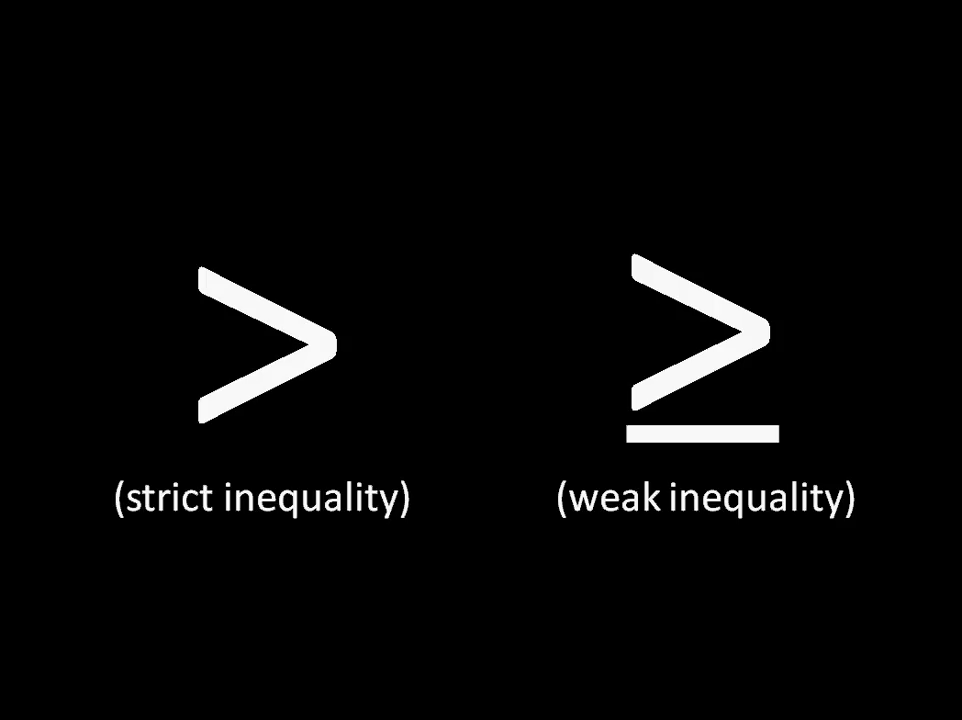 > ≥
(strict inequality) (weak inequality)